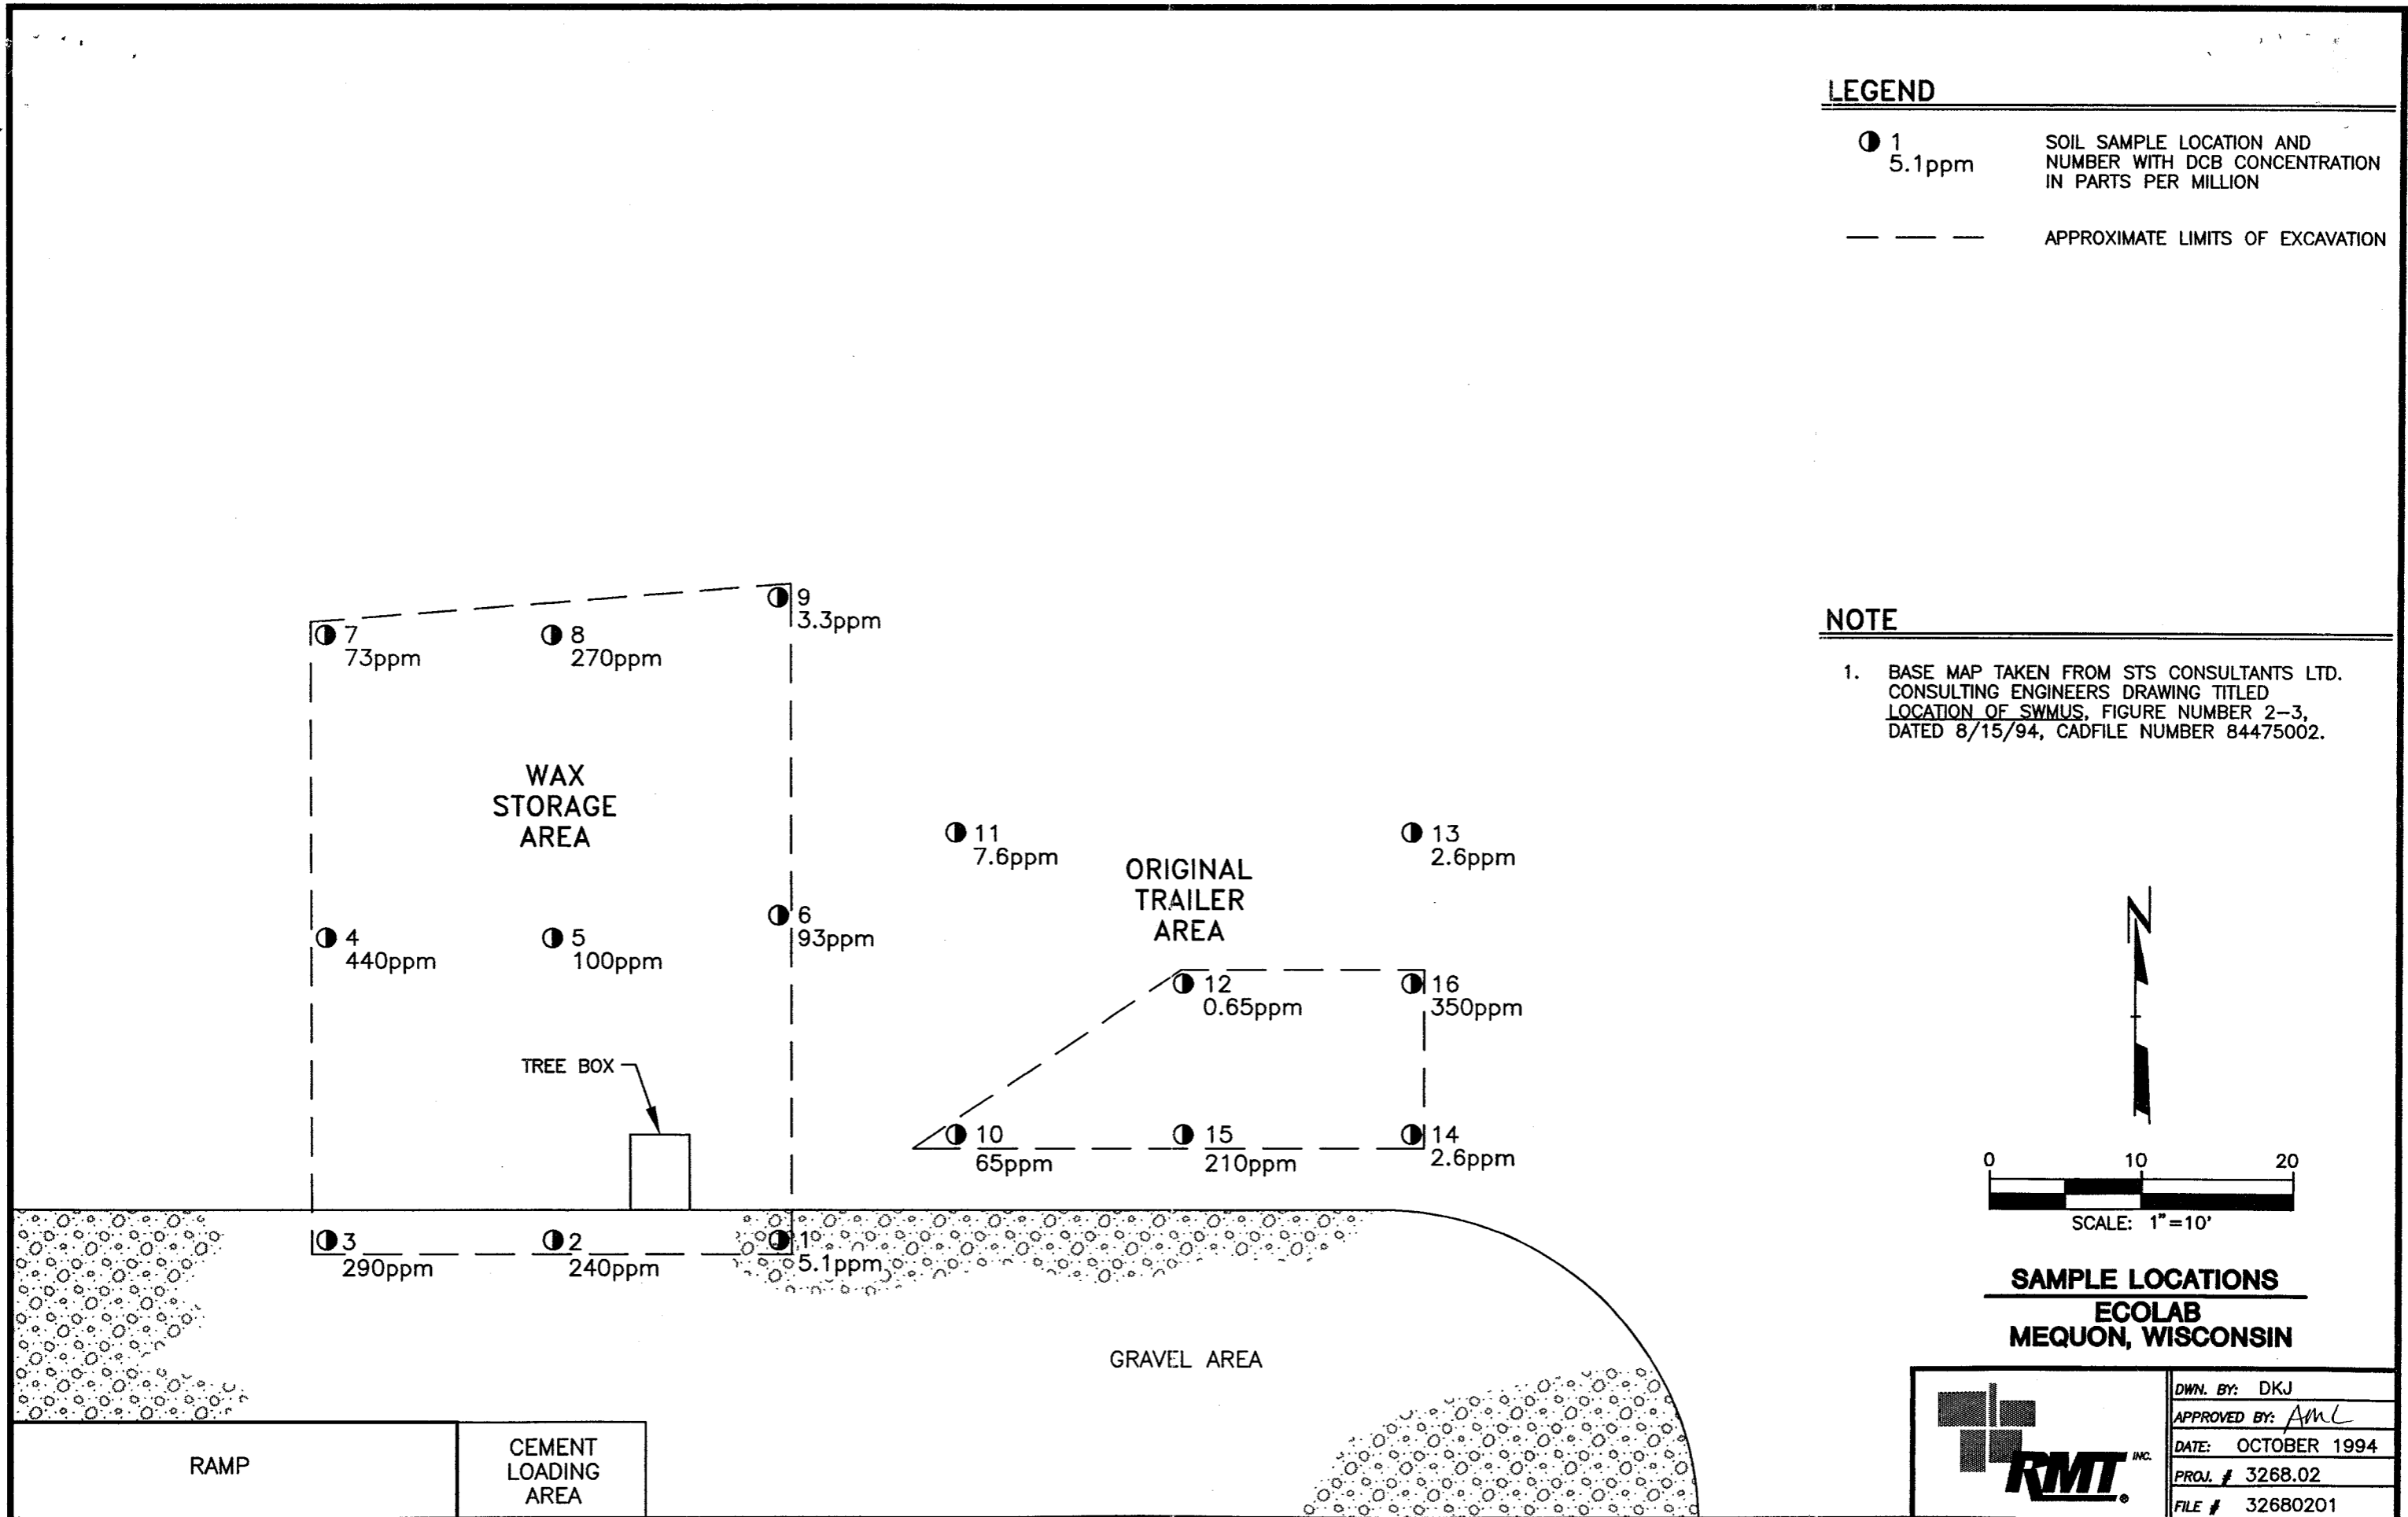 LEGEND
1
5.1ppm
SOIL SAMPLE LOCATION AND
NUMBER WITH DCB CONCENTRATION
IN PARTS PER MILLION
APPROXIMATE LIMITS OF EXCAVATION
9
3.3ppm
7
73ppm
8
270ppm
NOTE
1. BASE MAP TAKEN FROM STS CONSULTANTS LTD.
CONSULTING ENGINEERS DRAWING TITLED
LOCATION OF SWMUS, FIGURE NUMBER 2-3,
DATED 8/15/94, CADFILE NUMBER 84475002.
WAX
STORAGE
AREA
11
7.6ppm
13
2.6ppm
ORIGINAL
TRAILER
AREA
4
440ppm
5
100ppm
6
93ppm
12
0.65ppm
16
350ppm
TREE BOX
10
65ppm
15
210ppm
14
2.6ppm
N
0 10 20
SCALE: 1"=10'
3
290ppm
2
240ppm
1
5.1ppm
GRAVEL AREA
RAMP
CEMENT
LOADING
AREA
SAMPLE LOCATIONS
ECOLAB
MEQUON, WISCONSIN
RMT INC.
®
DWN. BY: DKJ
APPROVED BY: AML
DATE: OCTOBER 1994
PROJ. # 3268.02
FILE # 32680201